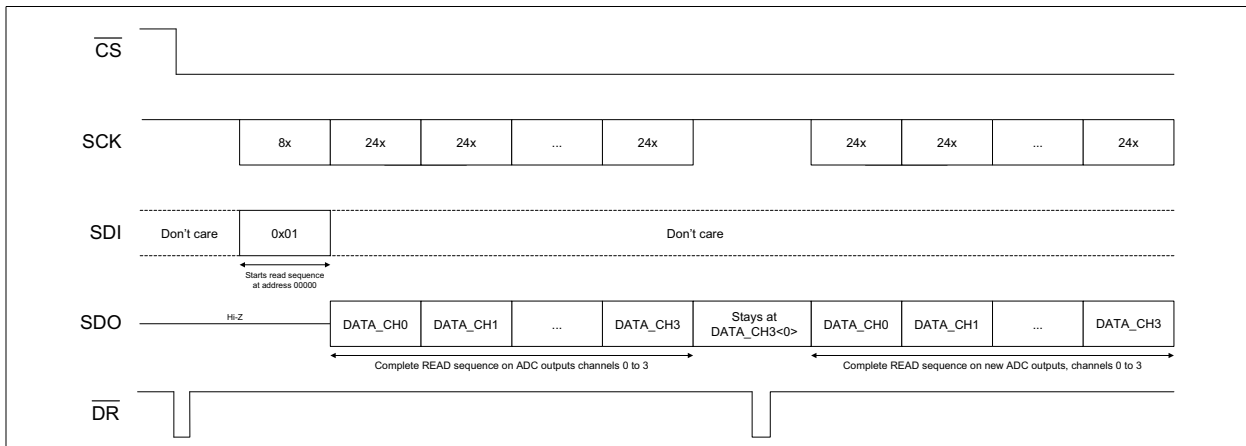 CS
SCK
8x
24x
24x
...
24x
24x
24x
...
24x
SDI
Don't care
0x01
Don't care
Starts read sequence
at address 00000
SDO
Hi-Z
DATA_CH0
DATA_CH1
...
DATA_CH3
Stays at
DATA_CH3<0>
DATA_CH0
DATA_CH1
...
DATA_CH3
Complete READ sequence on ADC outputs channels 0 to 3
Complete READ sequence on new ADC outputs, channels 0 to 3
DR